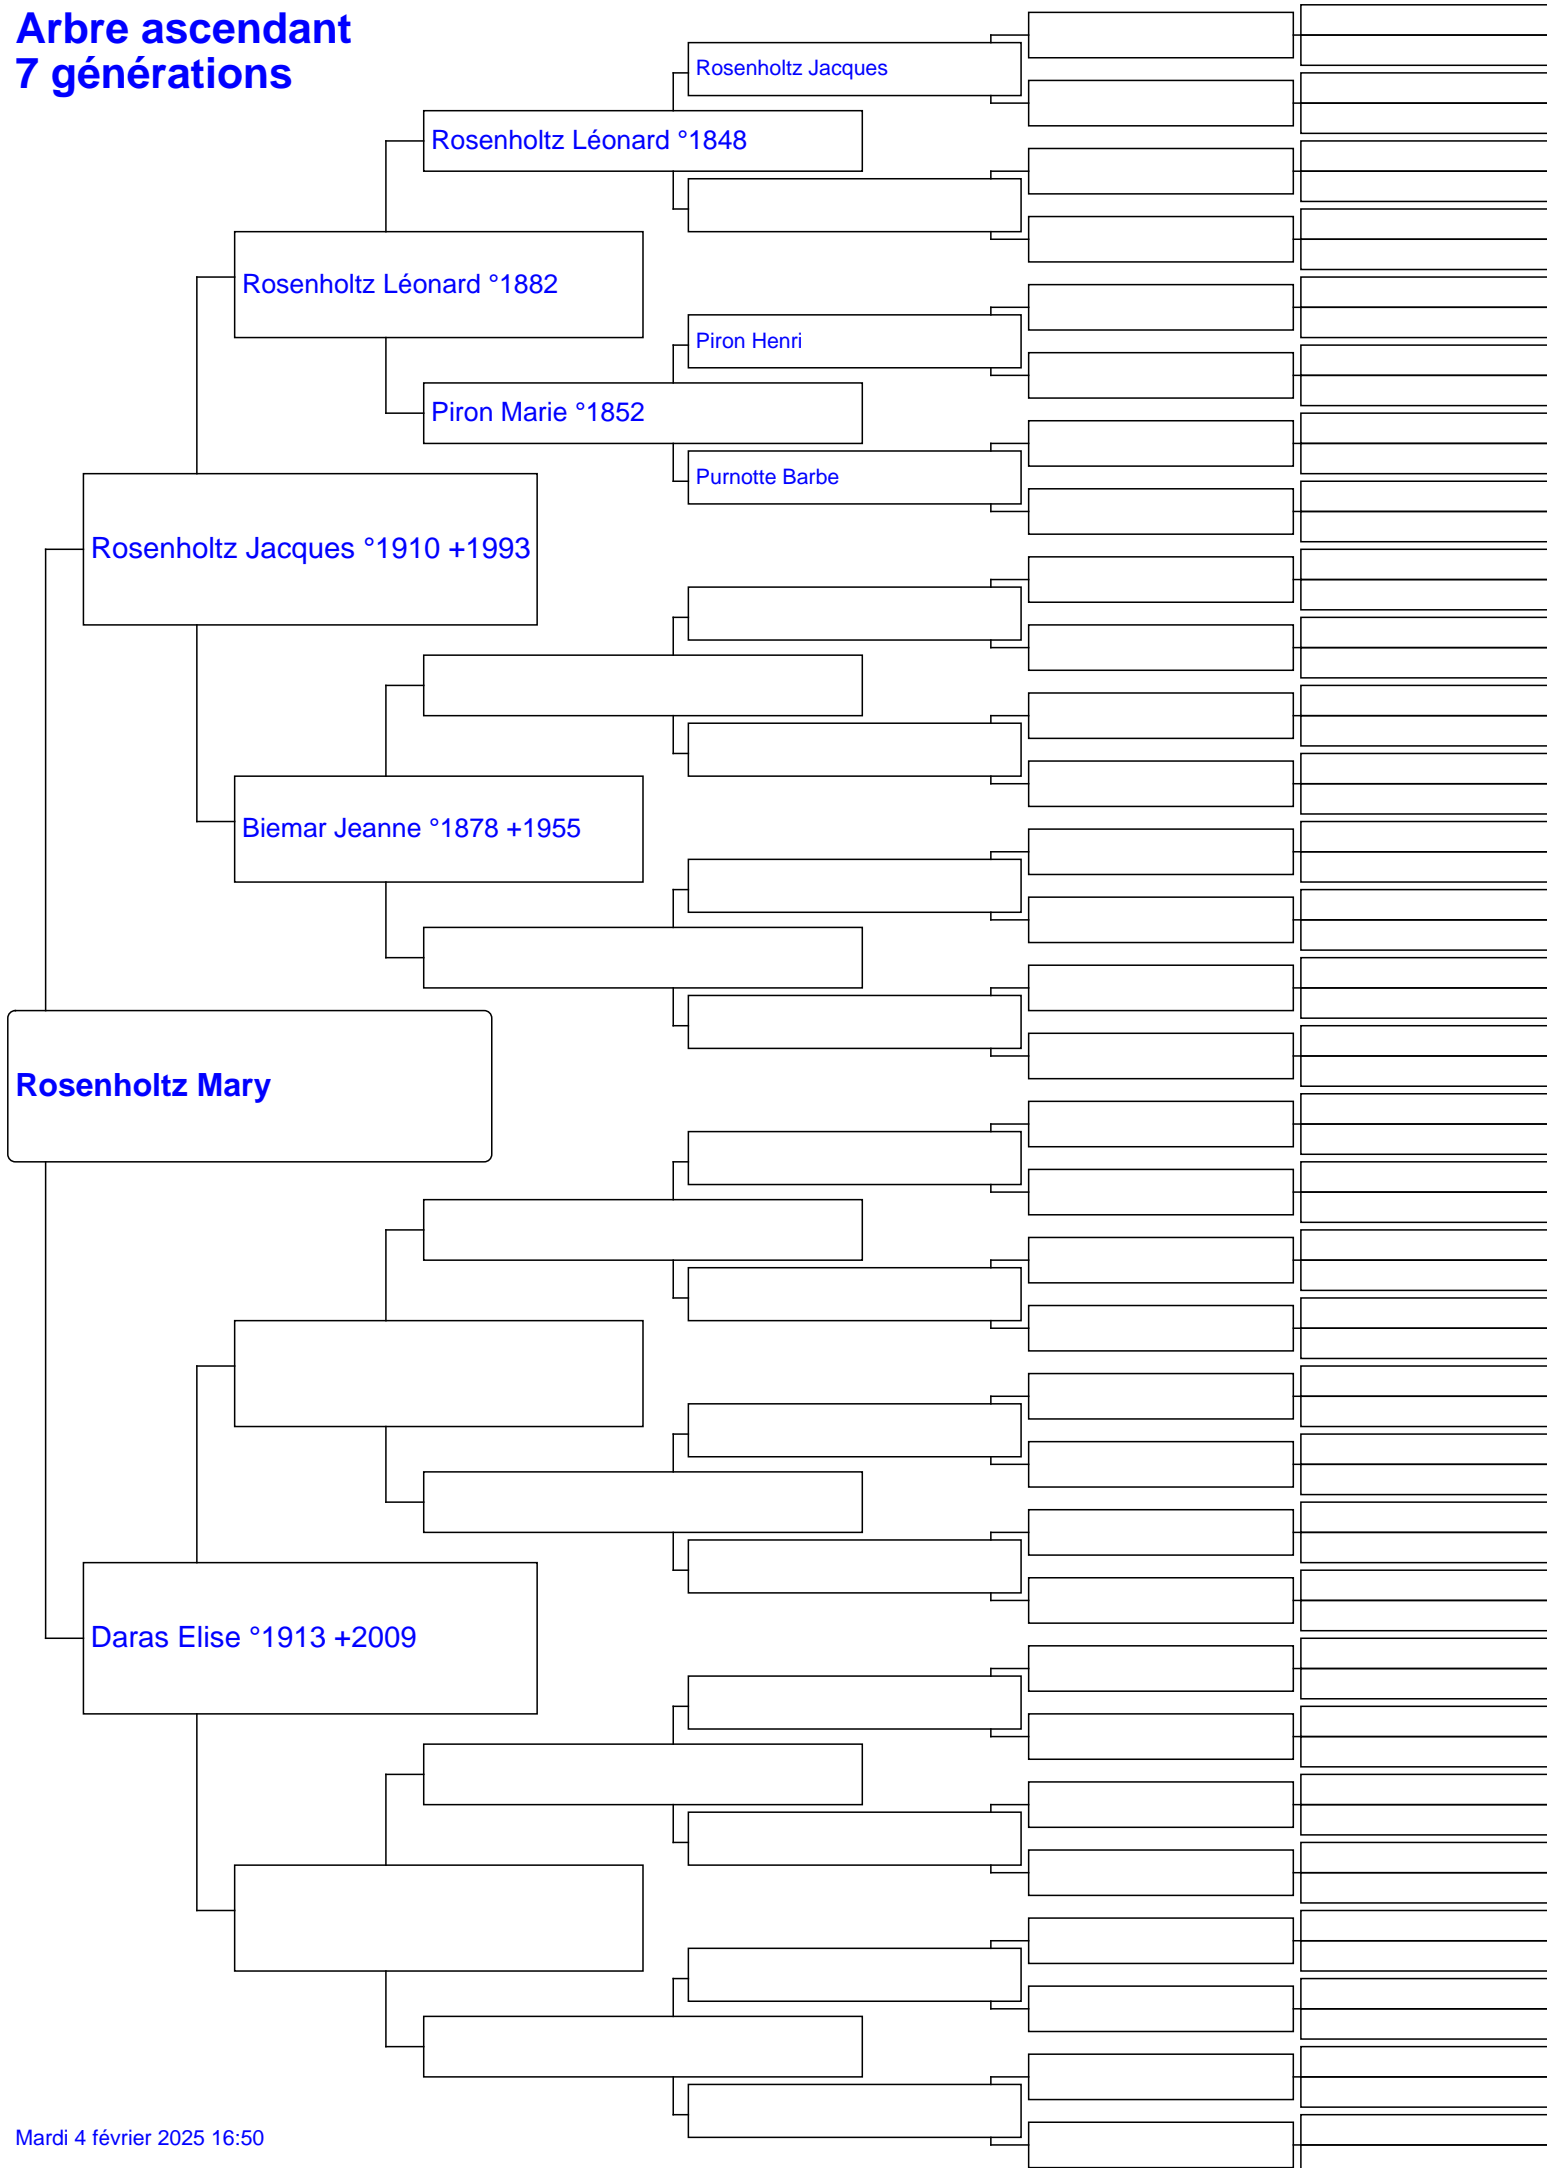 Arbre ascendant
7 générations
Rosenholtz Jacques
Rosenholtz Léonard °1848
Rosenholtz Léonard °1882
Piron Henri
Piron Marie °1852
Purnotte Barbe
Rosenholtz Jacques °1910 +1993
Biemar Jeanne °1878 +1955
Rosenholtz Mary
Daras Elise °1913 +2009
Mardi 4 février 2025 16:50